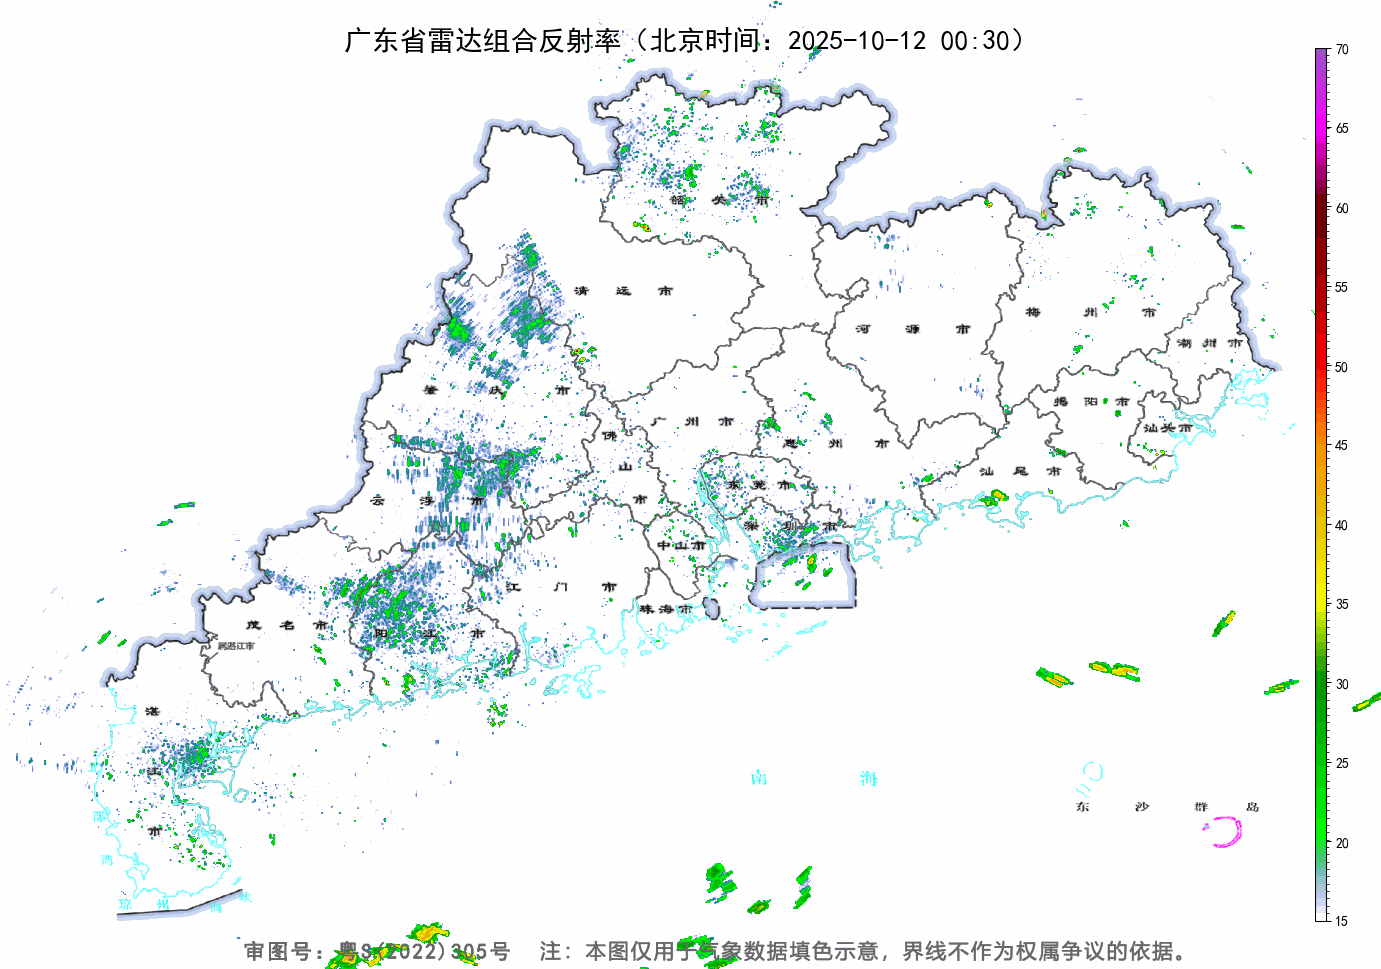 广东省雷达组合反射率（北京时间：2025-10-12 00:30）
70
65
60
55
50
45
40
35
30
25
20
15
韶关市
清远市
河源市
梅州市
潮州市
肇庆市
广州市
佛山市
惠州市
揭阳市
汕头市
汕尾市
云浮市
东莞市
深圳市
中山市
江门市
珠海市
茂名市
阳江市
属湛江市
湛江市
南海
东沙群岛
部湾
琼州海峡
审图号：粤S(2022)305号　注：本图仅用于气象数据填色示意，界线不作为权属争议的依据。